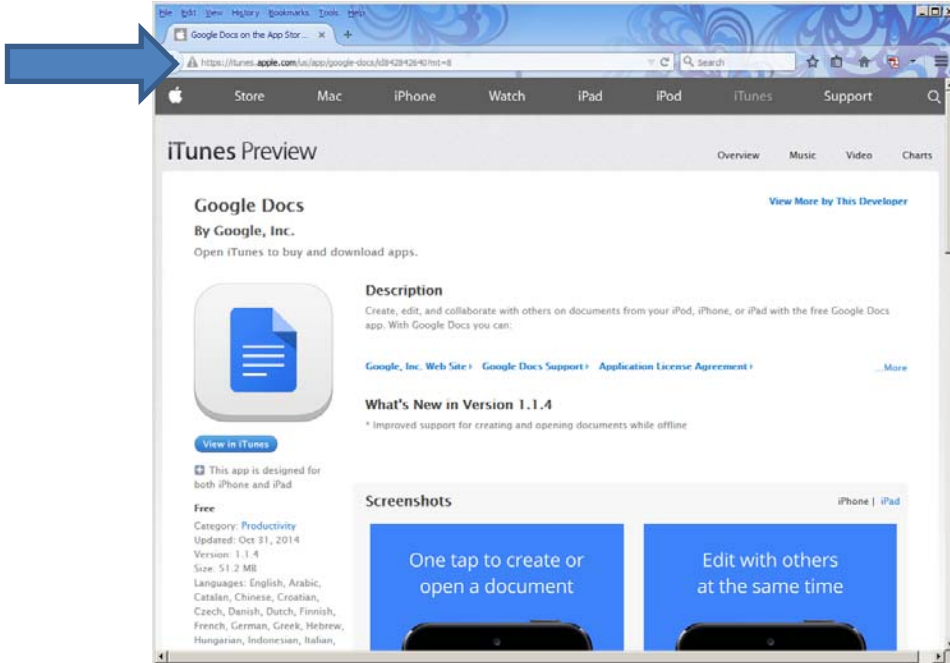 File Edit View History Bookmarks Tools Help
Google Docs on the App Stor... × +
https://itunes.apple.com/us/app/google-docs/id842842640?mt=8
Search
Store Mac iPhone Watch iPad iPod iTunes Support
iTunes Preview
Overview Music Video Charts
Google Docs
View More by This Developer
By Google, Inc.
Open iTunes to buy and download apps.
Description
Create, edit, and collaborate with others on documents from your iPod, iPhone, or iPad with the free Google Docs
app. With Google Docs you can:
Google, Inc. Web Site Google Docs Support Application License Agreement
...More
What's New in Version 1.1.4
* Improved support for creating and opening documents while offline
View in iTunes
This app is designed for
both iPhone and iPad
Free
Category: Productivity
Updated: Oct 31, 2014
Version: 1.1.4
Size: 51.2 MB
Languages: English, Arabic,
Catalan, Chinese, Croatian,
Czech, Danish, Dutch, Finnish,
French, German, Greek, Hebrew,
Hungarian, Indonesian, Italian,
Screenshots
iPhone | iPad
One tap to create or
open a document
Edit with others
at the same time